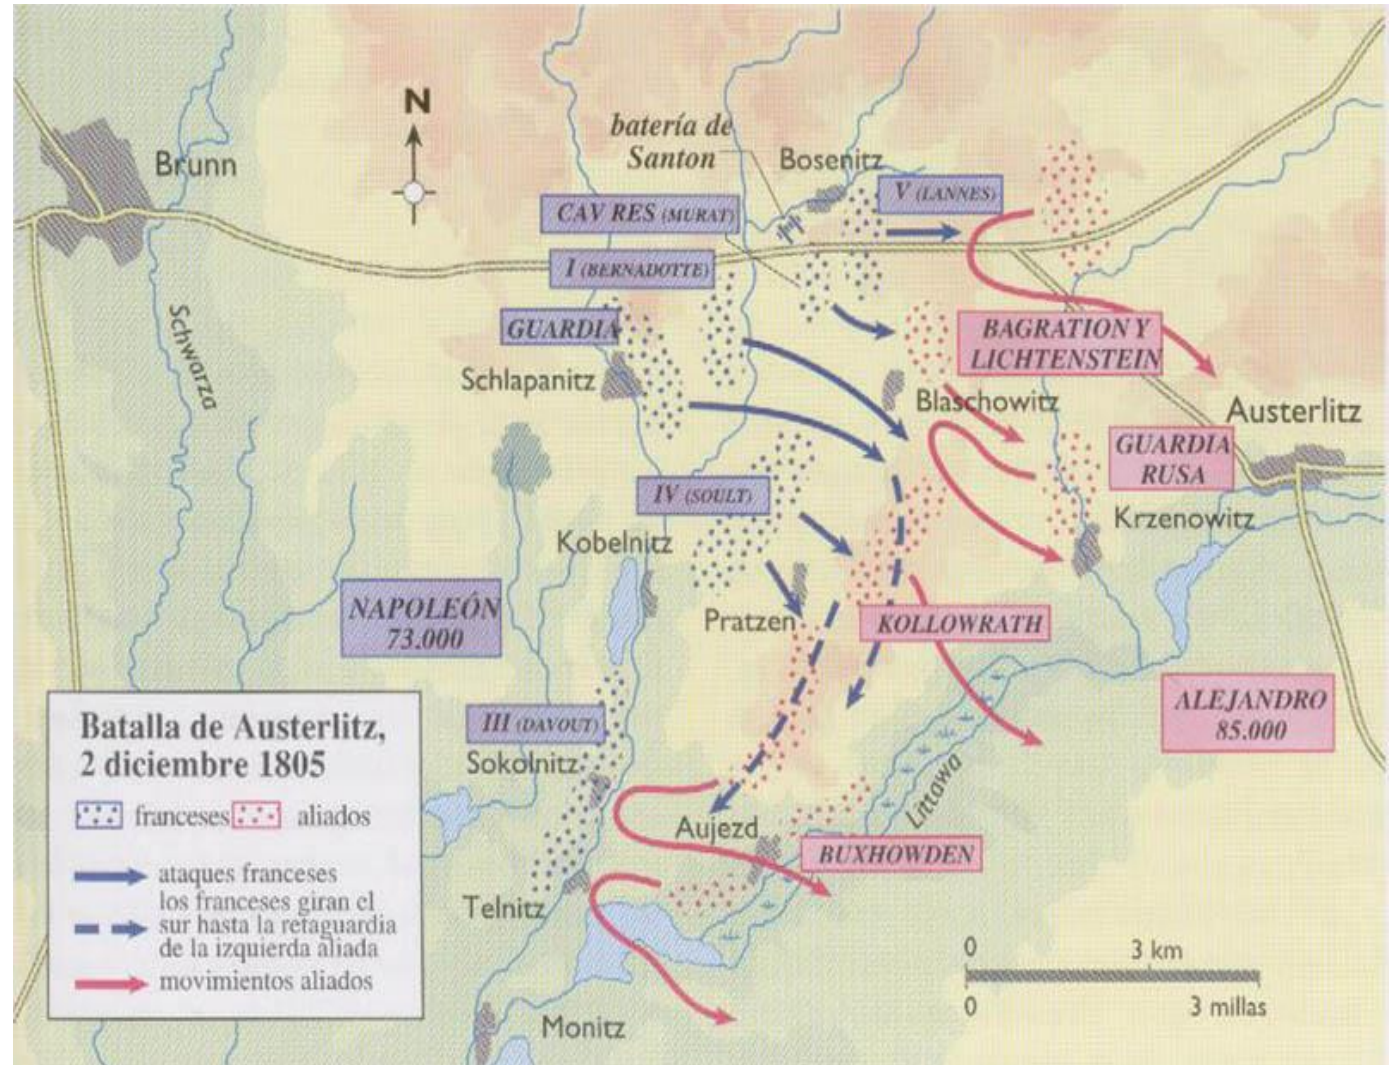 N
batería de
Santon
Bosenitz
Brunn
V (LANNES)
CAV RES (MURAT)
I (BERNADOTTE)
GUARDIA
BAGRATION Y
LICHTENSTEIN
Schlapanitz
Schwarza
Blaschowitz
Austerlitz
GUARDIA
RUSA
IV (SOULT)
Krzenowitz
Kobelnitz
NAPOLEÓN
73.000
Pratzen
KOLLOWRATH
ALEJANDRO
85.000
III (DAVOUT)
Sokolnitz
Littawa
Aujezd
BUXHOWDEN
Telnitz
Monitz
Batalla de Austerlitz,
2 diciembre 1805
franceses aliados
ataques franceses
los franceses giran el
sur hasta la retaguardia
de la izquierda aliada
movimientos aliados
0 3 km
0 3 millas